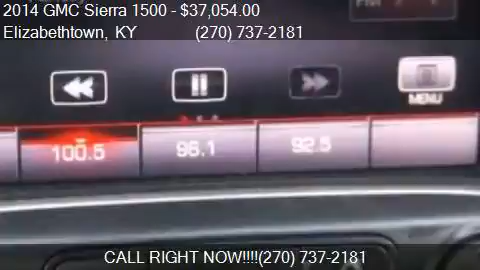 2014 GMC Sierra 1500 - $37,054.00
Elizabethtown, KY (270) 737-2181
FM
MENU
100.5 96.1 92.5
CALL RIGHT NOW!!!!(270) 737-2181